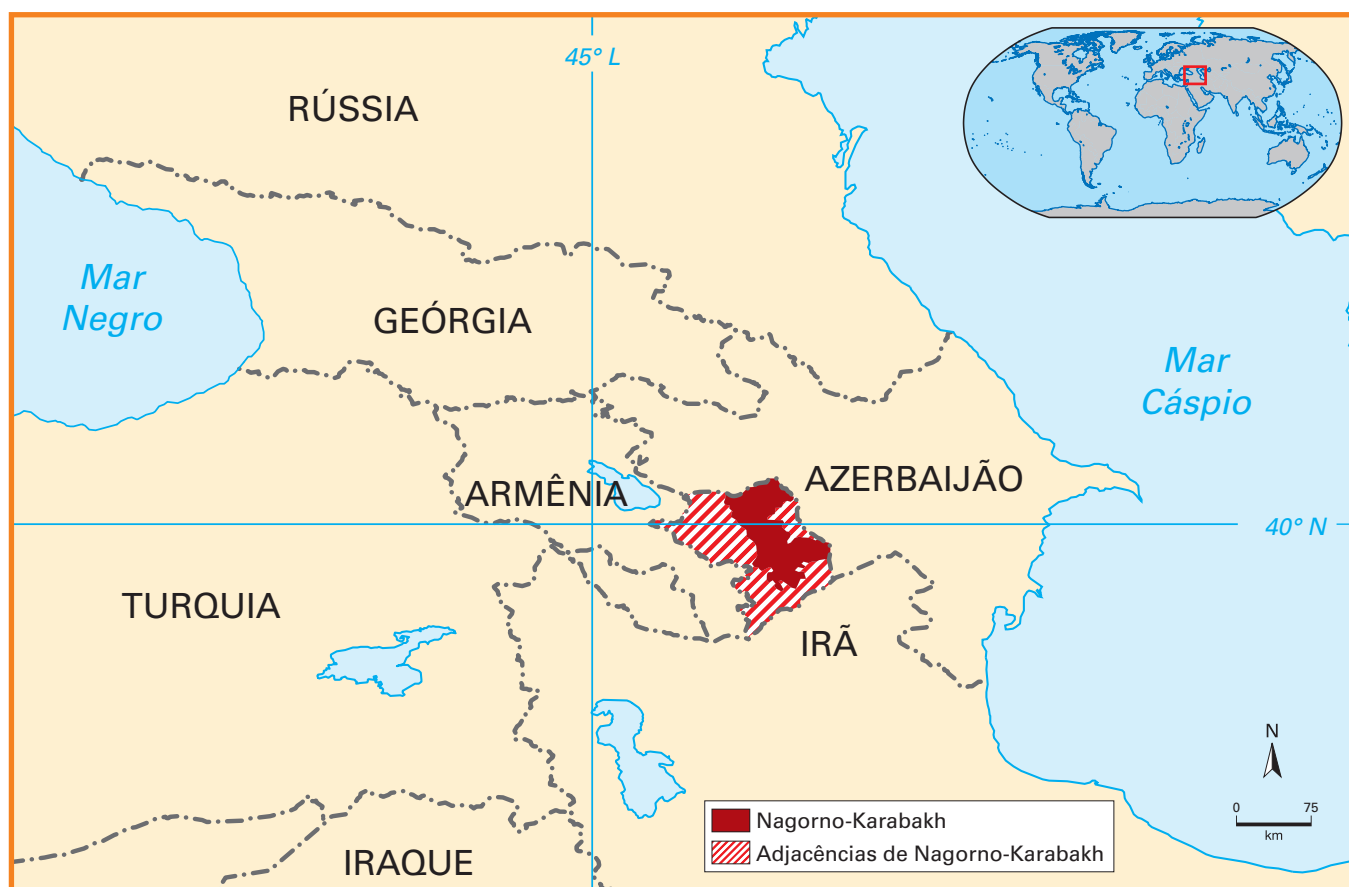 45° L
RÚSSIA
Mar
Negro
GEÓRGIA
Mar
Cáspio
ARMÊNIA
AZERBAIJÃO
40° N
TURQUIA
IRÃ
N
0 75
km
Nagorno-Karabakh
Adjacências de Nagorno-Karabakh
IRAQUE